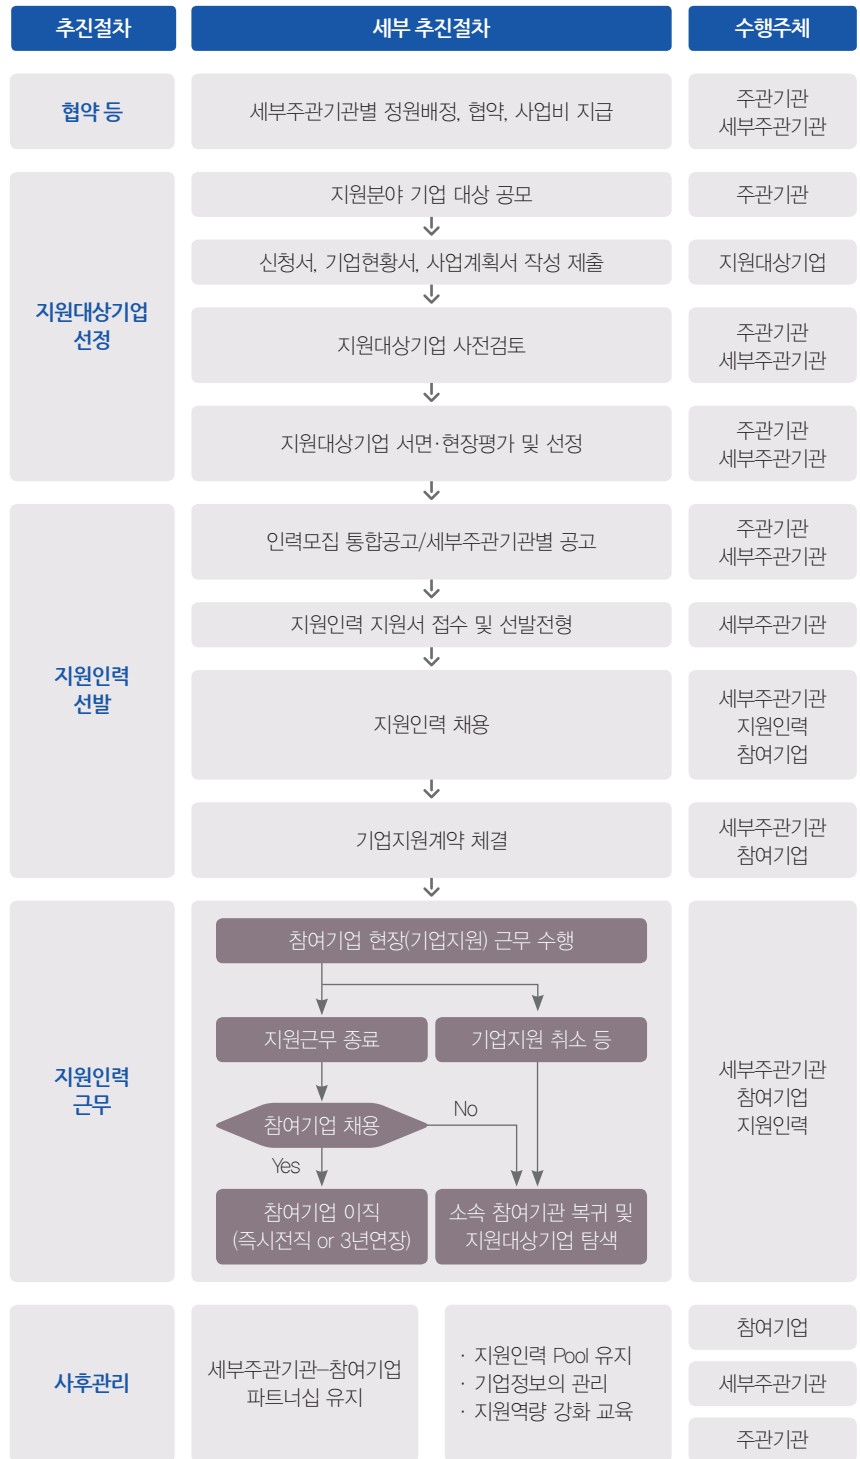 추진절차
세부 추진절차
수행주체
협약 등
세부주관기관별 정원배정, 협약, 사업비 지급
주관기관
세부주관기관
지원대상기업
선정
지원분야 기업 대상 공모
주관기관
신청서, 기업현황서, 사업계획서 작성 제출
지원대상기업
지원대상기업 사전검토
주관기관
세부주관기관
지원대상기업 서면·현장평가 및 선정
주관기관
세부주관기관
지원인력
선발
인력모집 통합공고/세부주관기관별 공고
주관기관
세부주관기관
지원인력 지원서 접수 및 선발전형
세부주관기관
지원인력 채용
세부주관기관
지원인력
참여기업
기업지원계약 체결
세부주관기관
참여기업
지원인력
근무
참여기업 현장(기업지원) 근무 수행
지원근무 종료
기업지원 취소 등
참여기업 채용
No
Yes
참여기업 이직
(즉시전직 or 3년연장)
소속 참여기관 복귀 및
지원대상기업 탐색
세부주관기관
참여기업
지원인력
사후관리
세부주관기관-참여기업
파트너십 유지
· 지원인력 Pool 유지
· 기업정보의 관리
· 지원역량 강화 교육
참여기업
세부주관기관
주관기관